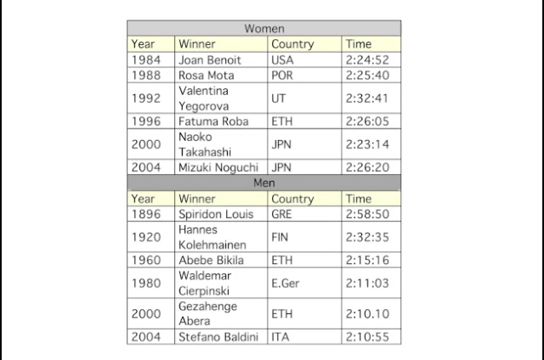 Women
Year Winner Country Time
1984 Joan Benoit USA 2:24:52
1988 Rosa Mota POR 2:25:40
1992 Valentina Yegorova UT 2:32:41
1996 Fatuma Roba ETH 2:26:05
2000 Naoko Takahashi JPN 2:23:14
2004 Mizuki Noguchi JPN 2:26:20
Men
Year Winner Country Time
1896 Spiridon Louis GRE 2:58:50
1920 Hannes Kolehmainen FIN 2:32:35
1960 Abebe Bikila ETH 2:15:16
1980 Waldemar Cierpinski E.Ger 2:11:03
2000 Gezahenge Abera ETH 2:10.10
2004 Stefano Baldini ITA 2:10:55